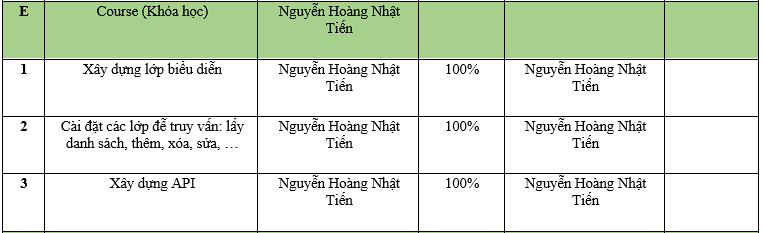 E Course (Khóa học) Nguyễn Hoàng Nhật
Tiến
1 Xây dựng lớp biểu diễn Nguyễn Hoàng Nhật 100% Nguyễn Hoàng Nhật
Tiến Tiến
2 Cài đặt các lớp để truy vấn: lấy Nguyễn Hoàng Nhật 100% Nguyễn Hoàng Nhật
danh sách, thêm, xóa, sửa, … Tiến Tiến
3 Xây dựng API Nguyễn Hoàng Nhật 100% Nguyễn Hoàng Nhật
Tiến Tiến